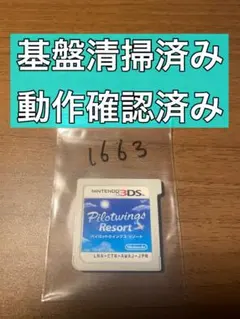 基盤清掃済み
動作確認済み
1663
NINTENDO 3DS
Pilotwings
Resort
パイロットウイングス リゾート
Nintendo